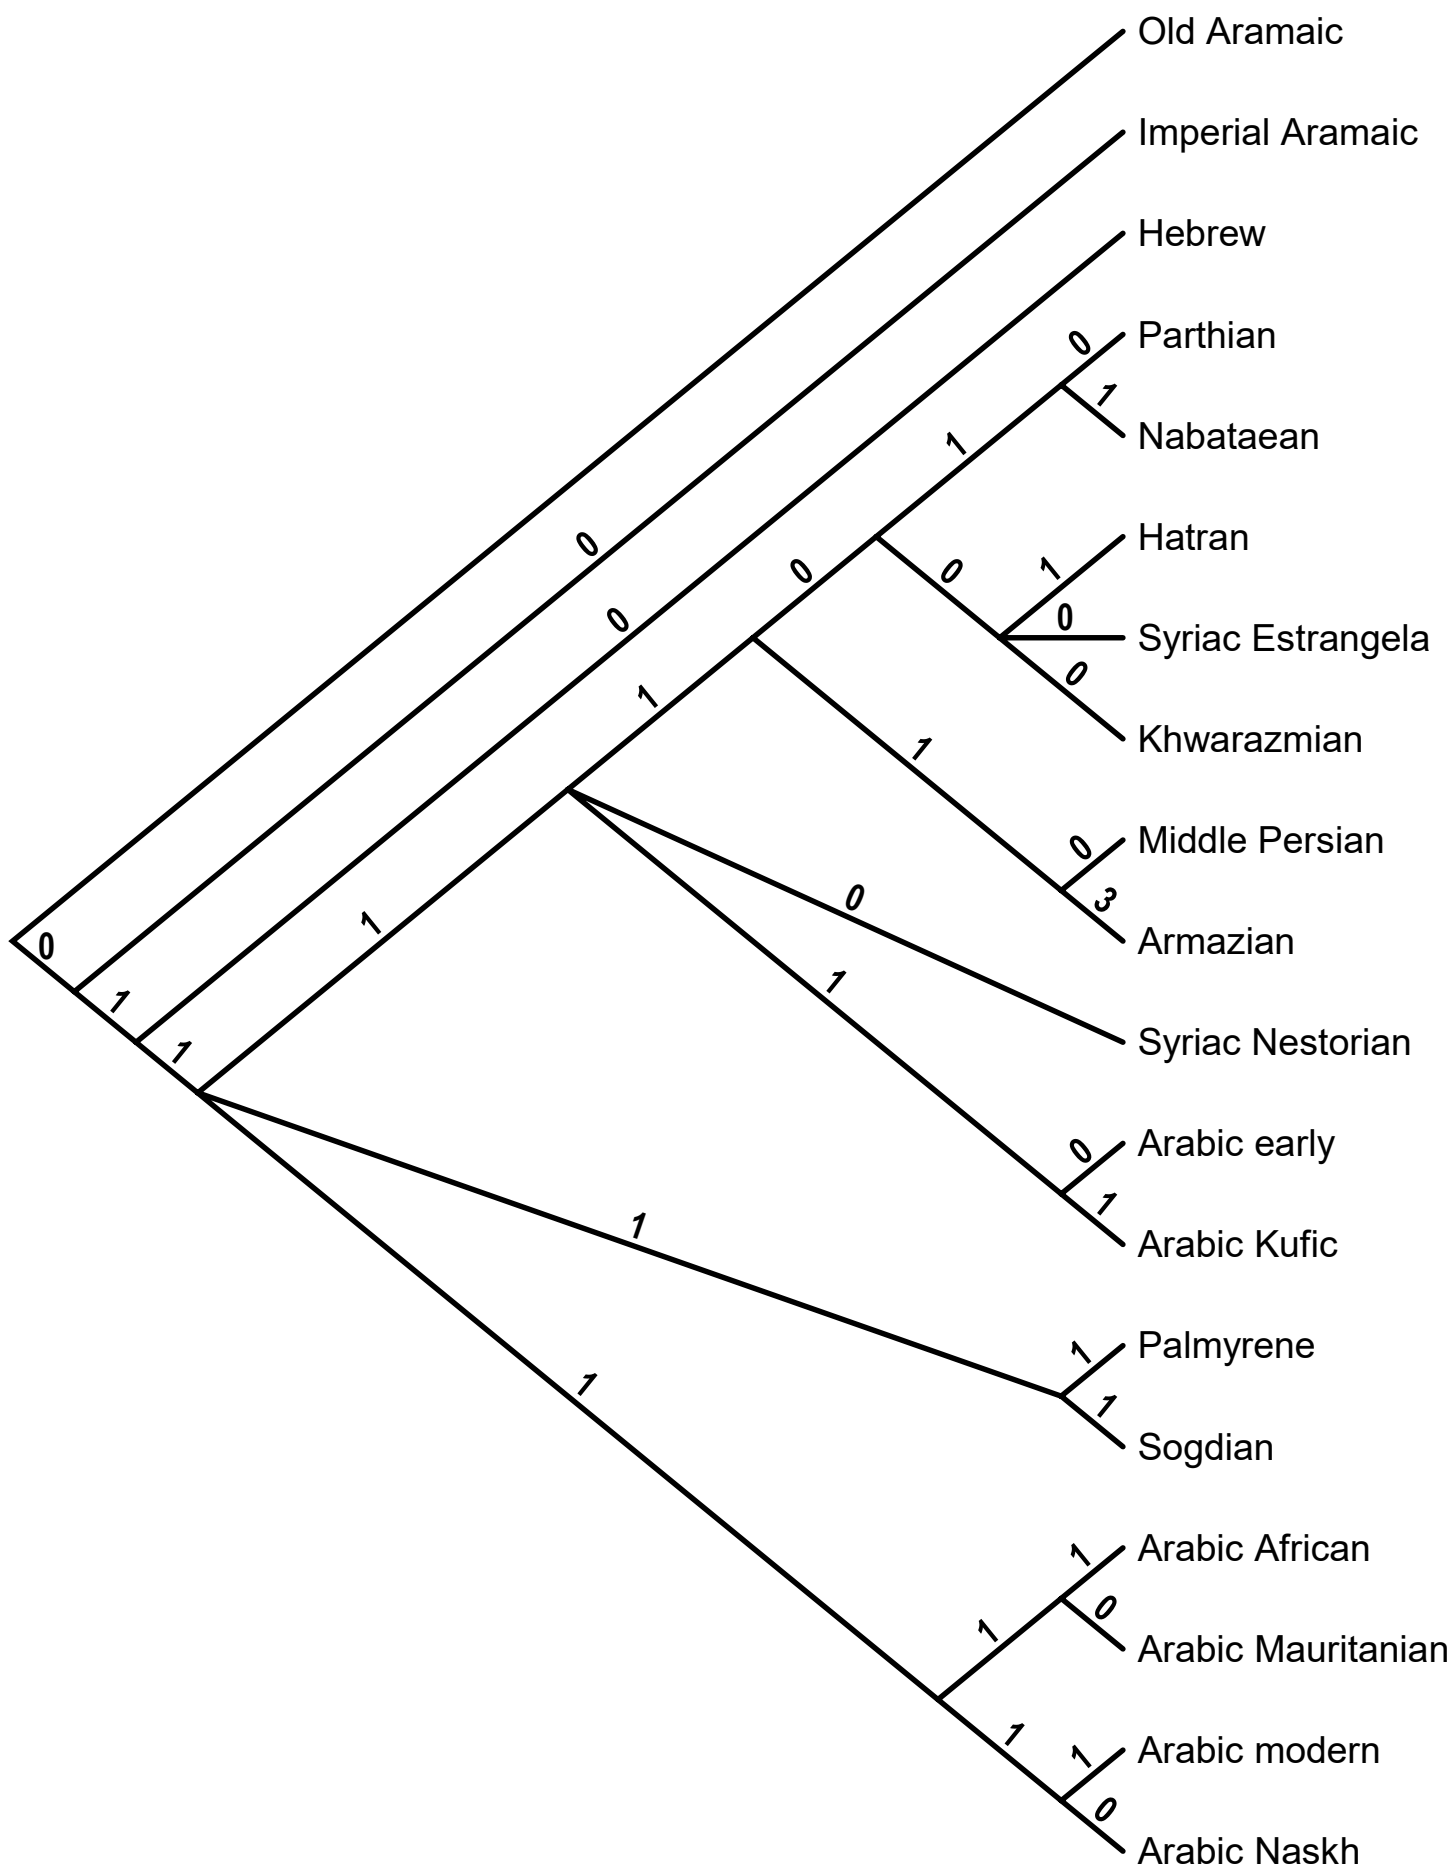 Old Aramaic
Imperial Aramaic
Hebrew
0
Parthian
1
Nabataean
1
0
Hatran
1
0
0
0
0
Syriac Estrangela
0
0
Khwarazmian
1
1
0
Middle Persian
3
Armazian
0
1
0
Syriac Nestorian
1
1
1
0
Arabic early
1
Arabic Kufic
1
1
Palmyrene
1
Sogdian
1
1
Arabic African
0
Arabic Mauritanian
1
1
1
Arabic modern
0
Arabic Naskh